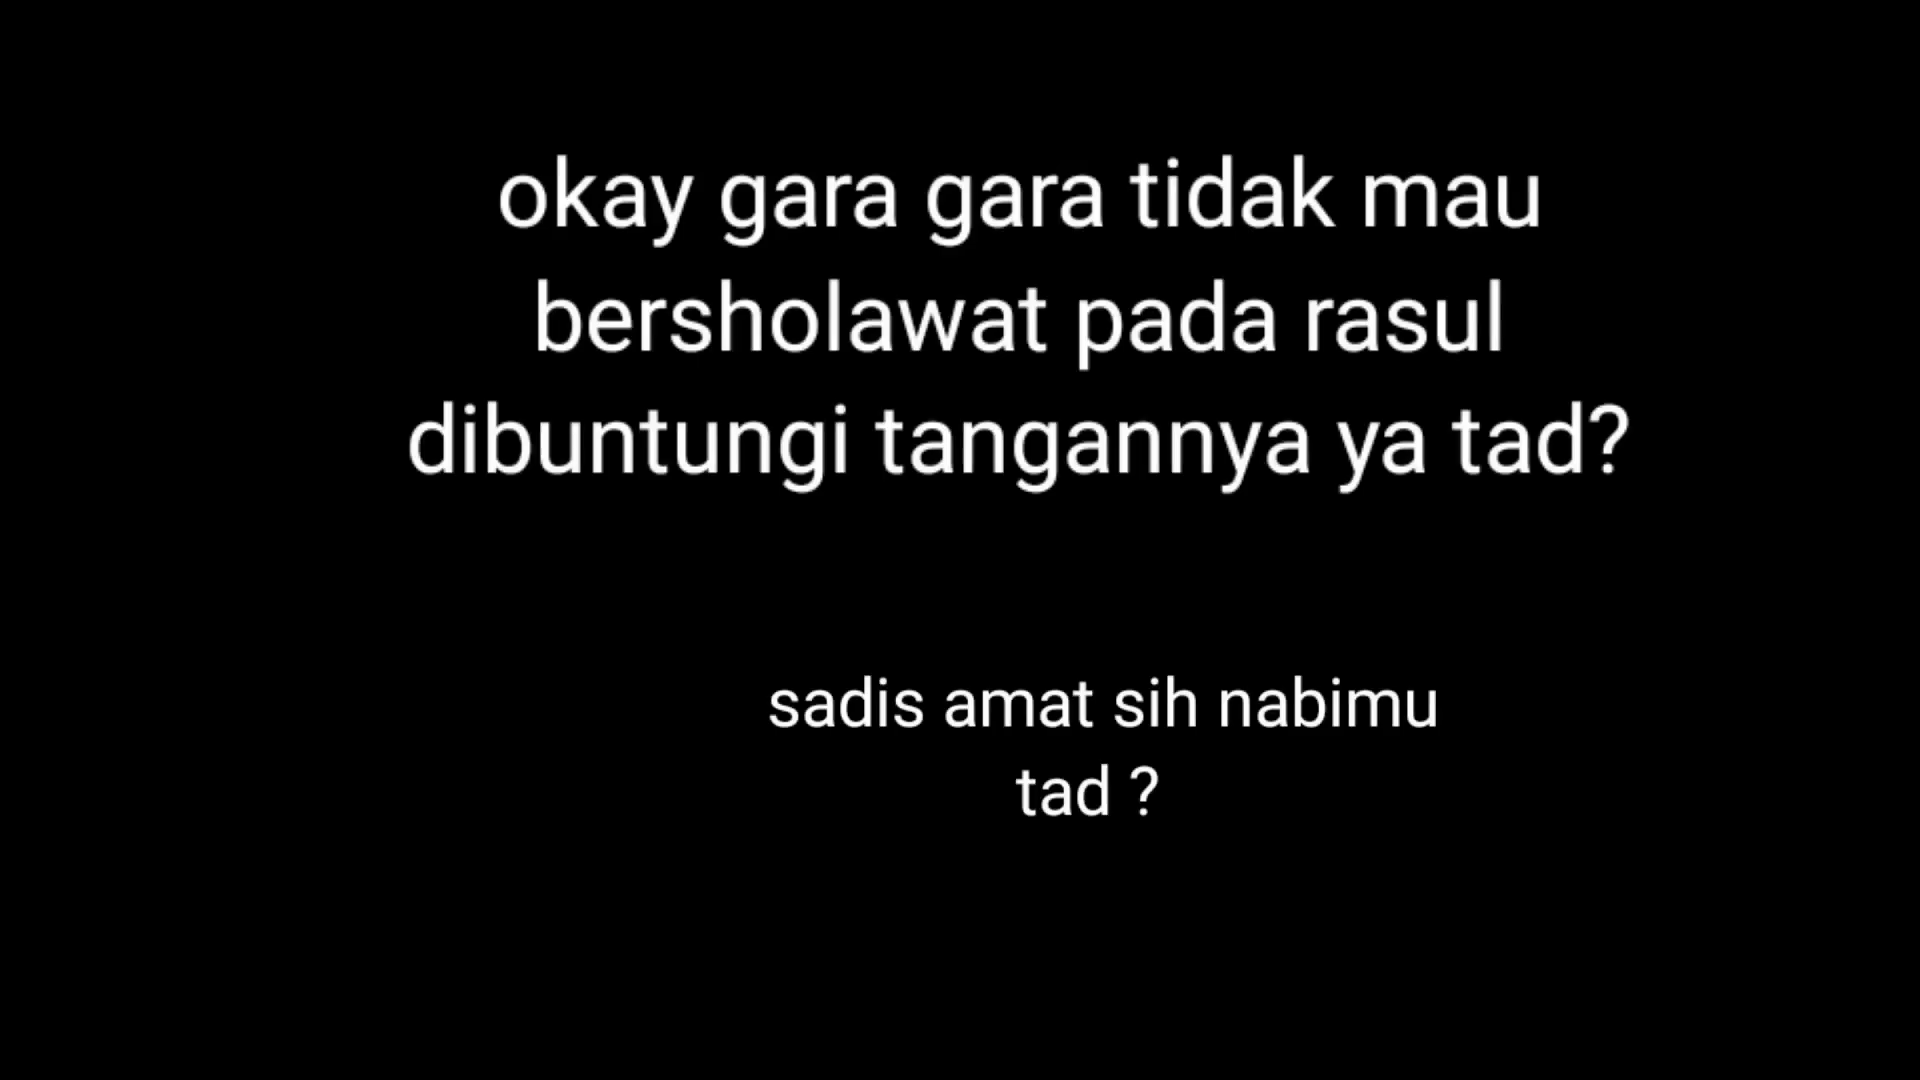 okay gara gara tidak mau
bersholawat pada rasul
dibuntungi tangannya ya tad?
sadis amat sih nabimu
tad ?